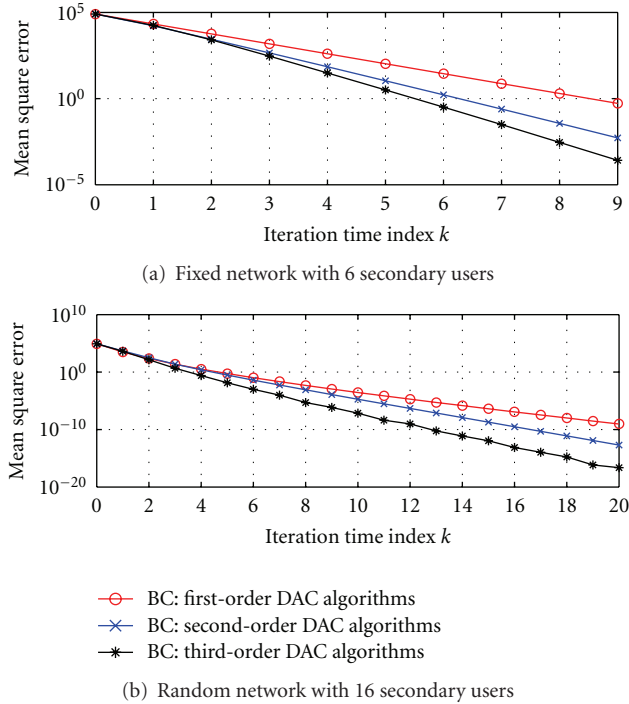 Mean square error
10^5
10^0
10^−5
0 1 2 3 4 5 6 7 8 9
Iteration time index k
(a) Fixed network with 6 secondary users
Mean square error
10^10
10^0
10^−10
10^−20
0 2 4 6 8 10 12 14 16 18 20
Iteration time index k
BC: first-order DAC algorithms
BC: second-order DAC algorithms
BC: third-order DAC algorithms
(b) Random network with 16 secondary users